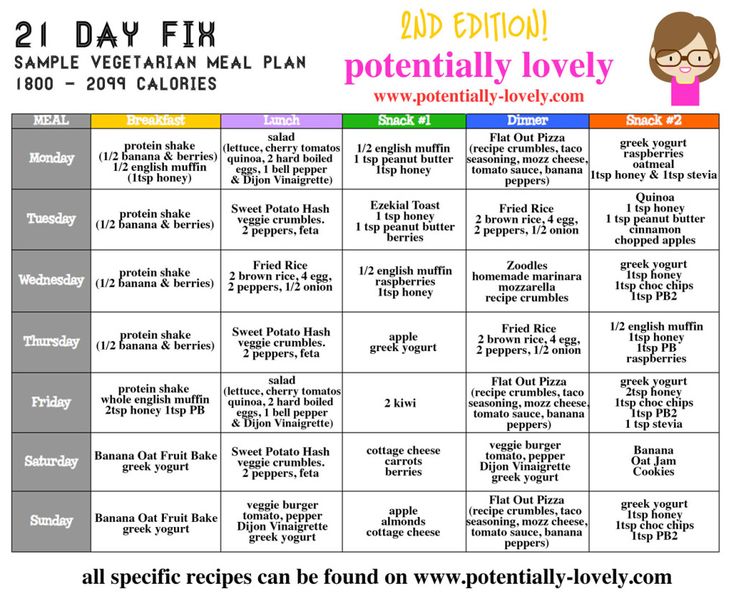 21 DAY FIX
SAMPLE VEGETARIAN MEAL PLAN
1800 - 2099 CALORIES
2ND EDITION!
potentially lovely
www.potentially-lovely.com
MEAL
Breakfast
Lunch
Snack #1
Dinner
Snack #2
Monday
protein shake
(1/2 banana & berries)
1/2 english muffin
(1tsp honey)
salad
(lettuce, cherry tomatos
quinoa, 2 hard boiled
eggs, 1 bell pepper
& Dijon Vinaigrette)
1/2 english muffin
1 tsp peanut butter
1tsp honey
Flat Out Pizza
(recipe crumbles, taco
seasoning, mozz cheese,
tomato sauce, banana
peppers)
greek yogurt
raspberries
oatmeal
1tsp honey & 1tsp stevia
Tuesday
protein shake
(1/2 banana & berries)
Sweet Potato Hash
veggie crumbles.
2 peppers, feta
Ezekial Toast
1 tsp honey
1 tsp peanut butter
berries
Fried Rice
2 brown rice, 4 egg,
2 peppers, 1/2 onion
Quinoa
1 tsp honey
1 tsp peanut butter
cinnamon
chopped apples
Wednesday
protein shake
(1/2 banana & berries)
Fried Rice
2 brown rice, 4 egg,
2 peppers, 1/2 onion
1/2 english muffin
raspberries
1tsp honey
Zoodles
homemade marinara
mozzarella
recipe crumbles
greek yogurt
1tsp honey
1tsp choc chips
1tsp PB2
Thursday
protein shake
(1/2 banana & berries)
Sweet Potato Hash
veggie crumbles.
2 peppers, feta
apple
greek yogurt
Fried Rice
2 brown rice, 4 egg,
2 peppers, 1/2 onion
1/2 english muffin
1tsp honey
1tsp PB
raspberries
Friday
protein shake
whole english muffin
2tsp honey 1tsp PB
salad
(lettuce, cherry tomatos
quinoa, 2 hard boiled
eggs, 1 bell pepper
& Dijon Vinaigrette)
2 kiwi
Flat Out Pizza
(recipe crumbles, taco
seasoning, mozz cheese,
tomato sauce, banana
peppers)
greek yogurt
2tsp honey
1tsp choc chips
1tsp PB2
1 tsp stevia
Saturday
Banana Oat Fruit Bake
greek yogurt
Sweet Potato Hash
veggie crumbles.
2 peppers, feta
cottage cheese
carrots
berries
veggie burger
tomato, pepper
Dijon Vinaigrette
greek yogurt
Banana
Oat Jam
Cookies
Sunday
Banana Oat Fruit Bake
greek yogurt
veggie burger
tomato, pepper
Dijon Vinaigrette
greek yogurt
apple
almonds
cottage cheese
Flat Out Pizza
(recipe crumbles, taco
seasoning, mozz cheese,
tomato sauce, banana
peppers)
greek yogurt
1tsp honey
1tsp choc chips
1tsp PB2
all specific recipes can be found on www.potentially-lovely.com